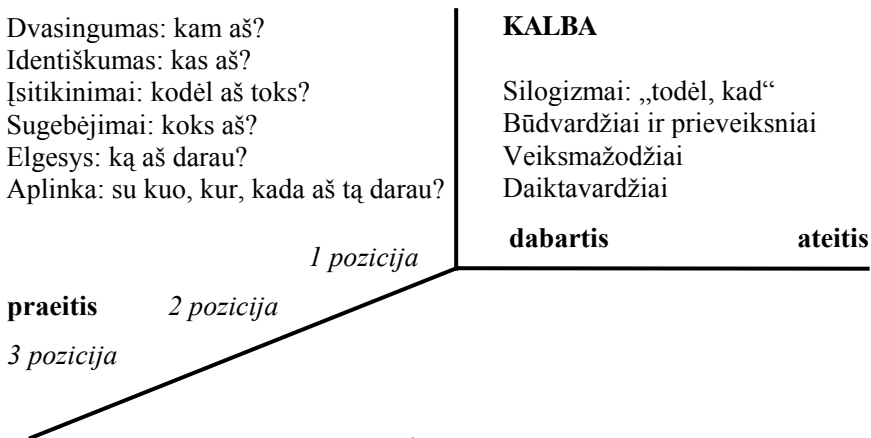 Dvasingumas: kam aš?
Identiškumas: kas aš?
Įsitikinimai: kodėl aš toks?
Sugebėjimai: koks aš?
Elgesys: ką aš darau?
Aplinka: su kuo, kur, kada aš tą darau?
KALBA
Silogizmai: „todėl, kad“
Būdvardžiai ir prieveiksniai
Veiksmažodžiai
Daiktavardžiai
dabartis ateitis
1 pozicija
praeitis 2 pozicija
3 pozicija